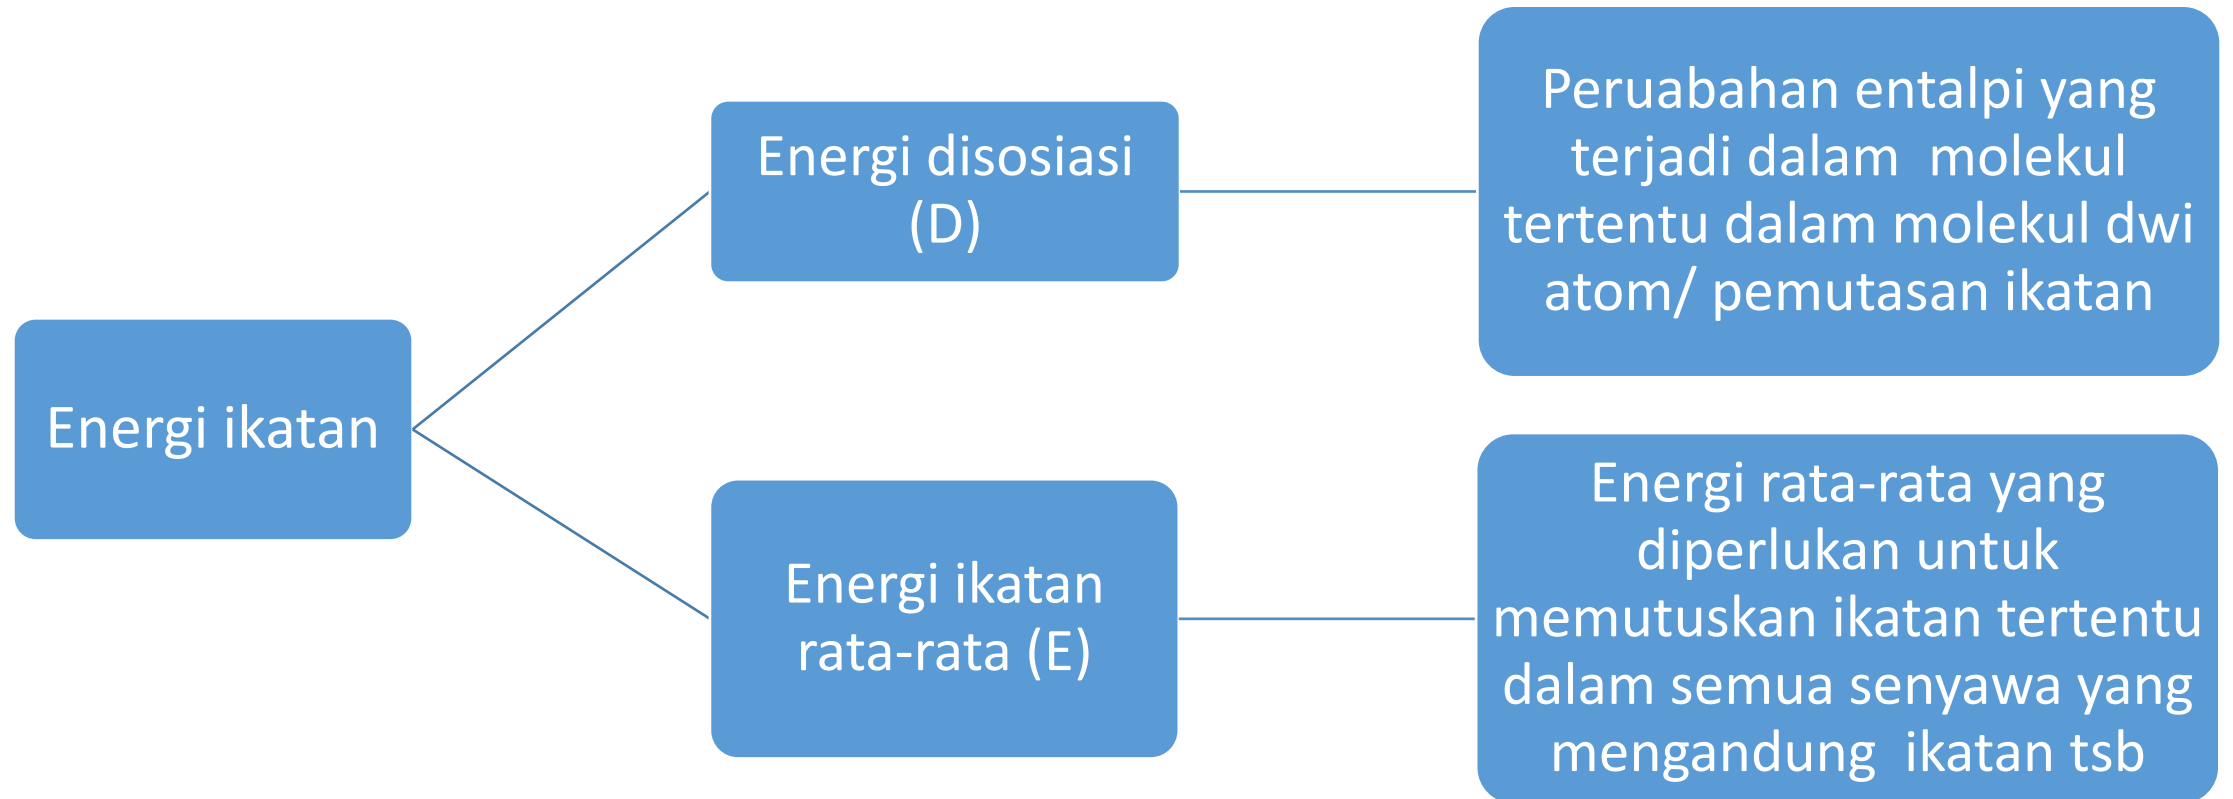 Energi ikatan
Energi disosiasi
(D)
Peruabahan entalpi yang
terjadi dalam  molekul
tertentu dalam molekul dwi
atom/ pemutasan ikatan
Energi ikatan
rata-rata (E)
Energi rata-rata yang
diperlukan untuk
memutuskan ikatan tertentu
dalam semua senyawa yang
mengandung  ikatan tsb